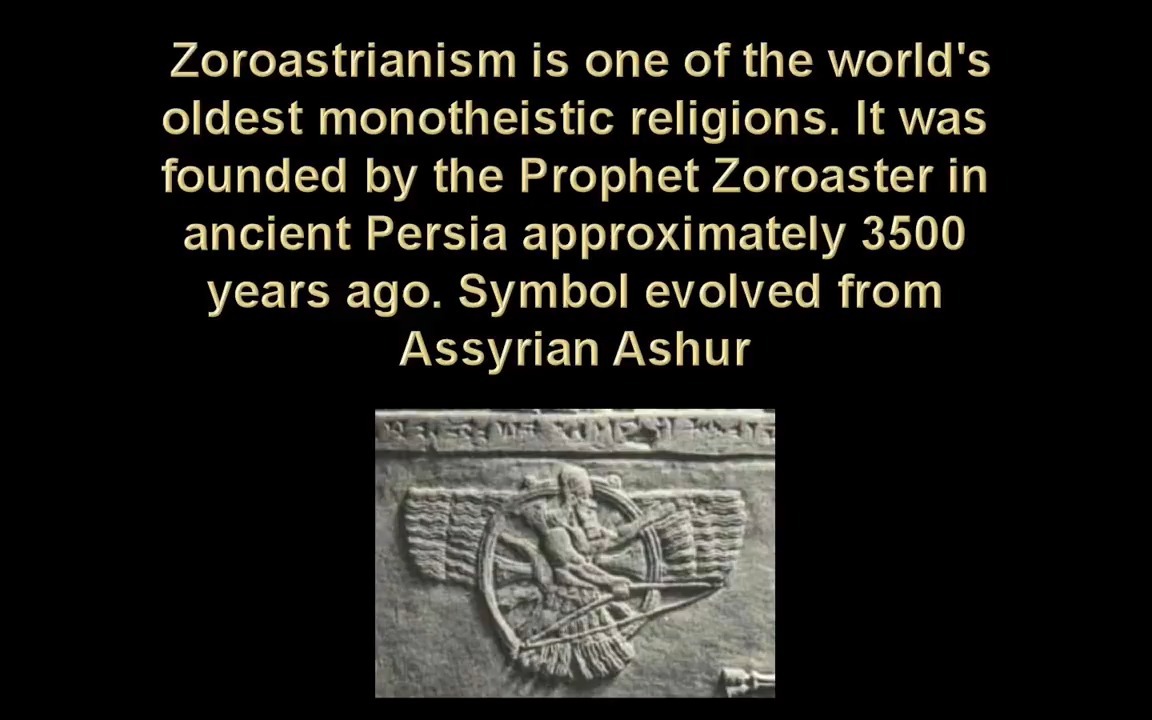 Zoroastrianism is one of the world's
oldest monotheistic religions. It was
founded by the Prophet Zoroaster in
ancient Persia approximately 3500
years ago. Symbol evolved from
Assyrian Ashur